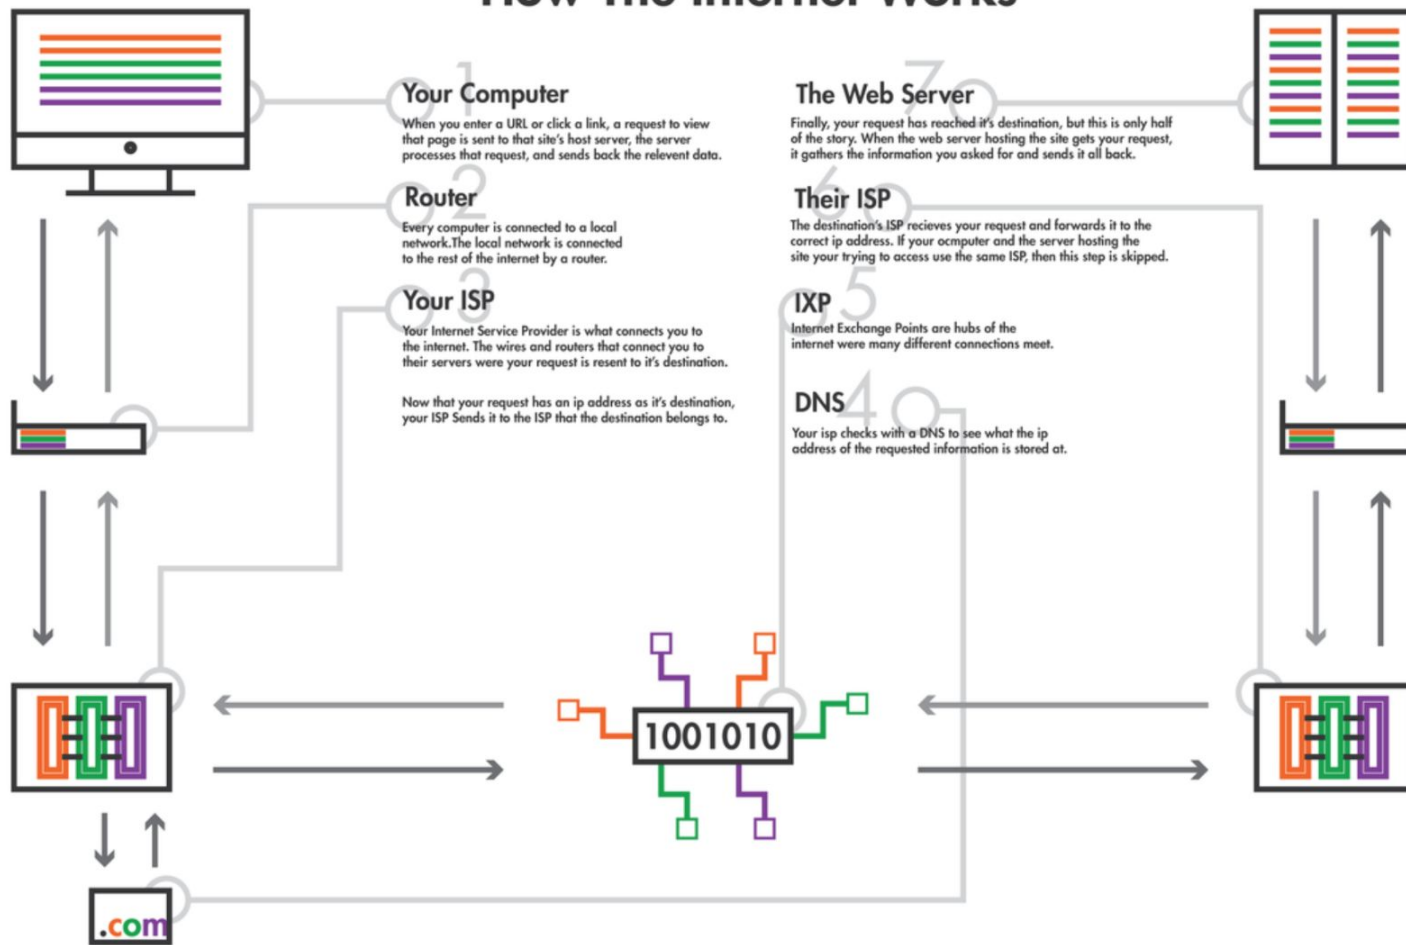 How The Internet Works
1
Your Computer
When you enter a URL or click a link, a request to view
that page is sent to that site's host server, the server
processes that request, and sends back the relevent data.
2
Router
Every computer is connected to a local
network.The local network is connected
to the rest of the internet by a router.
3
Your ISP
Your Internet Service Provider is what connects you to
the internet. The wires and routers that connect you to
their servers were your request is resent to it's destination.
Now that your request has an ip address as it's destination,
your ISP Sends it to the ISP that the destination belongs to.
7
The Web Server
Finally, your request has reached it's destination, but this is only half
of the story. When the web server hosting the site gets your request,
it gathers the information you asked for and sends it all back.
6
Their ISP
The destination's ISP recieves your request and forwards it to the
correct ip address. If your ocmputer and the server hosting the
site your trying to access use the same ISP, then this step is skipped.
5
IXP
Internet Exchange Points are hubs of the
internet were many different connections meet.
4
DNS
Your isp checks with a DNS to see what the ip
address of the requested information is stored at.
1001010
.com